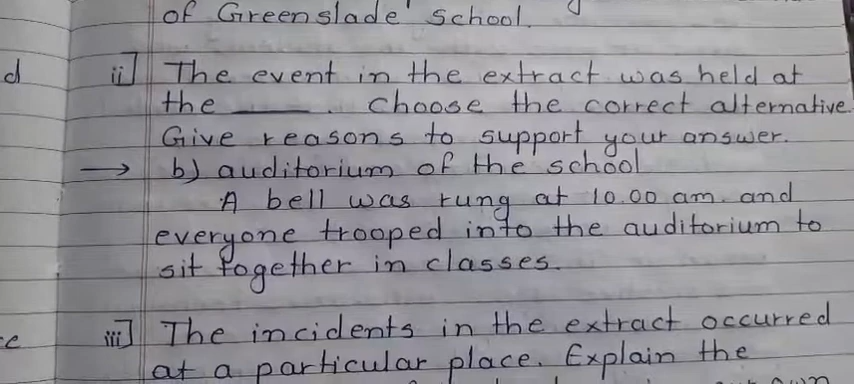 of Greenslade' school.
d
ii] The event in the extract was held at
the ______. Choose the correct alternative.
Give reasons to support your answer.
→ b) auditorium of the school
A bell was rung at 10.00 am. and
everyone trooped into the auditorium to
sit together in classes.
iii] The incidents in the extract occurred
at a particular place. Explain the